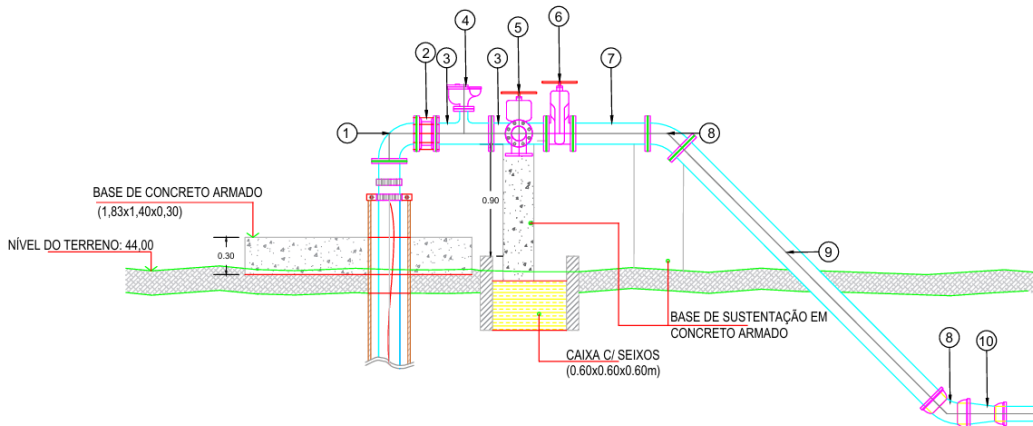 4
5
6
2
3
3
7
1
8
BASE DE CONCRETO ARMADO
(1,83x1,40x0,30)
0.90
NÍVEL DO TERRENO: 44,00
0.30
9
BASE DE SUSTENTAÇÃO EM
CONCRETO ARMADO
CAIXA C/ SEIXOS
(0.60x0.60x0.60m)
8
10